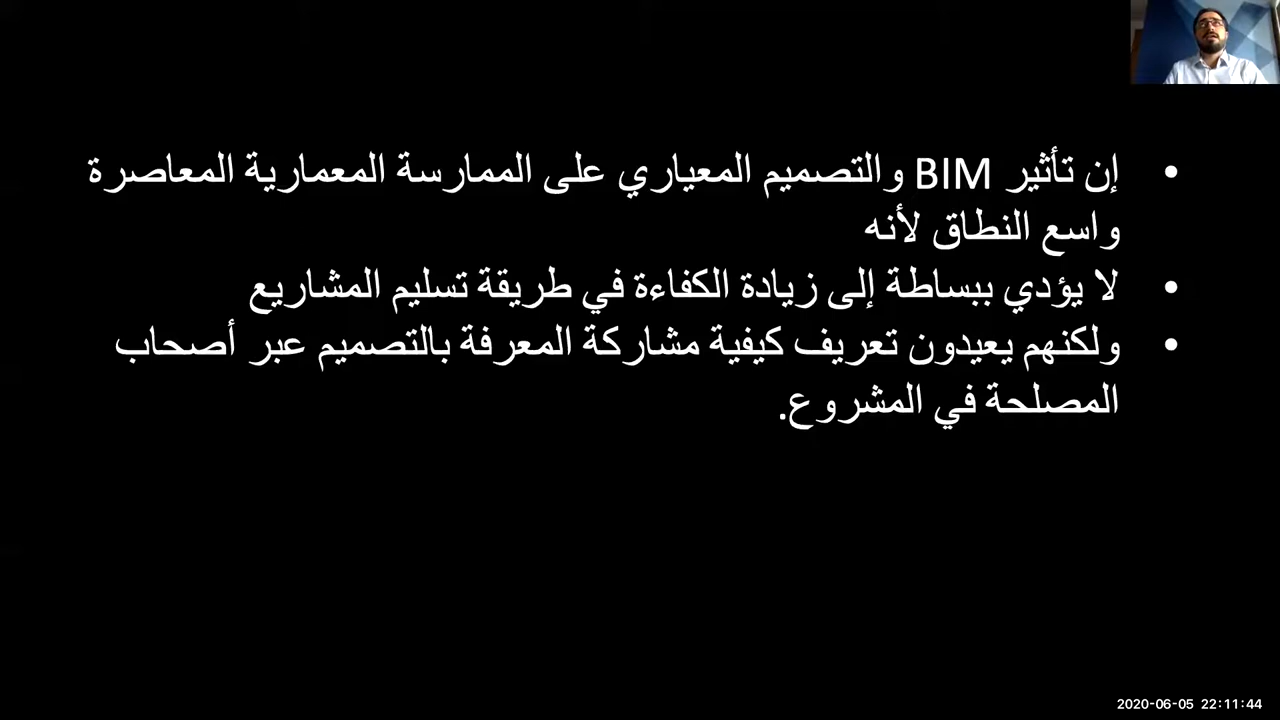 • إن تأثير BIM والتصميم المعياري على الممارسة المعمارية المعاصرة
واسع النطاق لأنه
• لا يؤدي ببساطة إلى زيادة الكفاءة في طريقة تسليم المشاريع
• ولكنهم يعيدون تعريف كيفية مشاركة المعرفة بالتصميم عبر أصحاب
المصلحة في المشروع.
2020-06-05 22:11:44